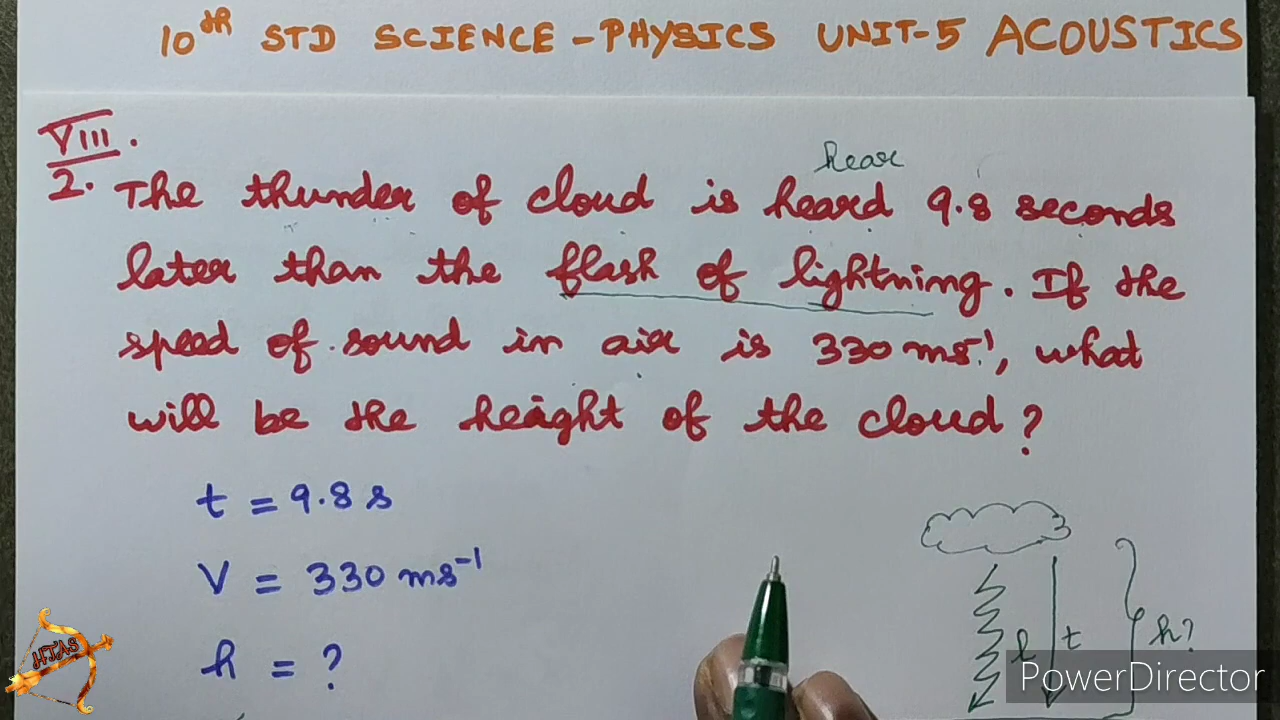 10th STD SCIENCE - PHYSICS UNIT-5 ACOUSTICS
VIII.
hear
2. The thunder of cloud is heard 9.8 seconds
later than the flash of lightning. If the
speed of sound in air is 330 ms⁻¹, what
will be the height of the cloud?
t = 9.8 s
V = 330 ms⁻¹
h = ?
l t h?
HTAS
PowerDirector